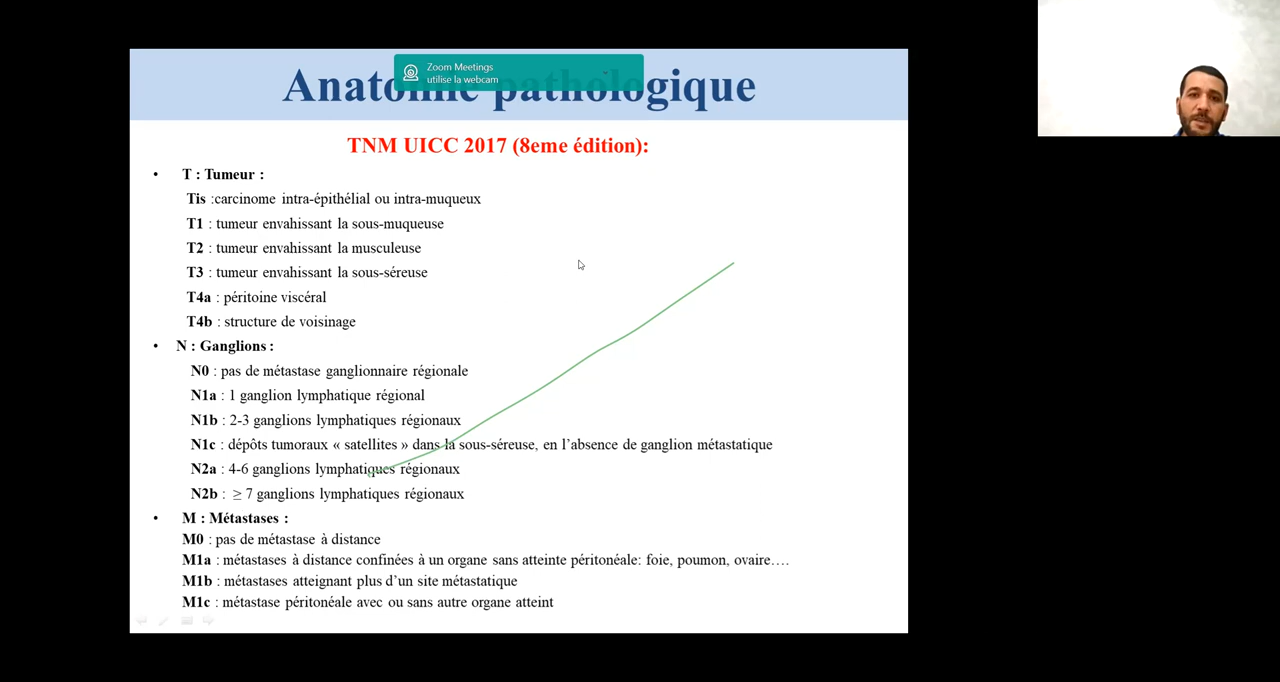 Zoom Meetings
utilise la webcam
Anatomie pathologique
TNM UICC 2017 (8eme édition):
• T : Tumeur :
Tis :carcinome intra-épithélial ou intra-muqueux
T1 : tumeur envahissant la sous-muqueuse
T2 : tumeur envahissant la musculeuse
T3 : tumeur envahissant la sous-séreuse
T4a : péritoine viscéral
T4b : structure de voisinage
• N : Ganglions :
N0 : pas de métastase ganglionnaire régionale
N1a : 1 ganglion lymphatique régional
N1b : 2-3 ganglions lymphatiques régionaux
N1c : dépôts tumoraux « satellites » dans la sous-séreuse, en l’absence de ganglion métastatique
N2a : 4-6 ganglions lymphatiques régionaux
N2b : ≥ 7 ganglions lymphatiques régionaux
• M : Métastases :
M0 : pas de métastase à distance
M1a : métastases à distance confinées à un organe sans atteinte péritonéale: foie, poumon, ovaire….
M1b : métastases atteignant plus d’un site métastatique
M1c : métastase péritonéale avec ou sans autre organe atteint